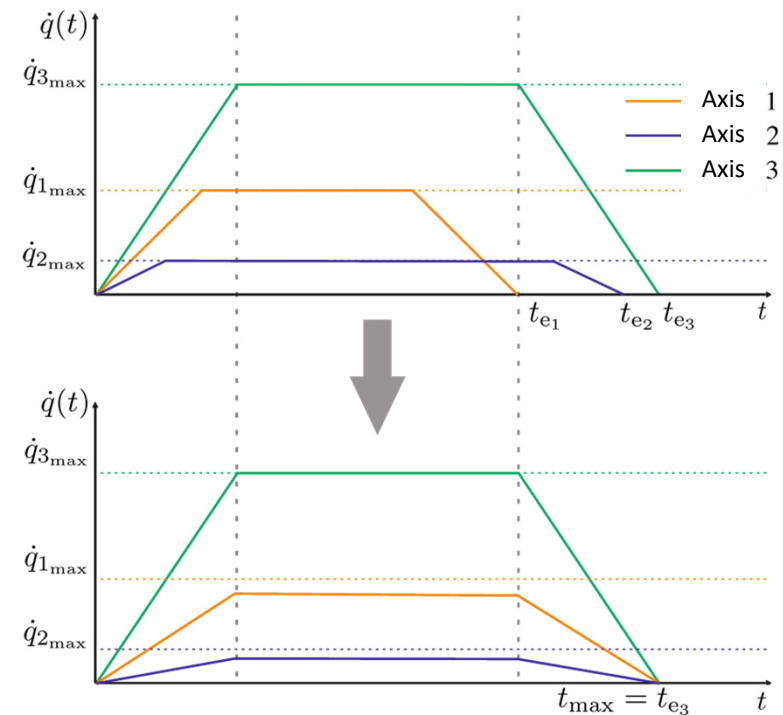 q̇(t)
q̇₃ₘₐₓ
Axis 1
Axis 2
Axis 3
q̇₁ₘₐₓ
q̇₂ₘₐₓ
tₑ₁ tₑ₂ tₑ₃ t
q̇(t)
q̇₃ₘₐₓ
q̇₁ₘₐₓ
q̇₂ₘₐₓ
tₘₐₓ = tₑ₃ t